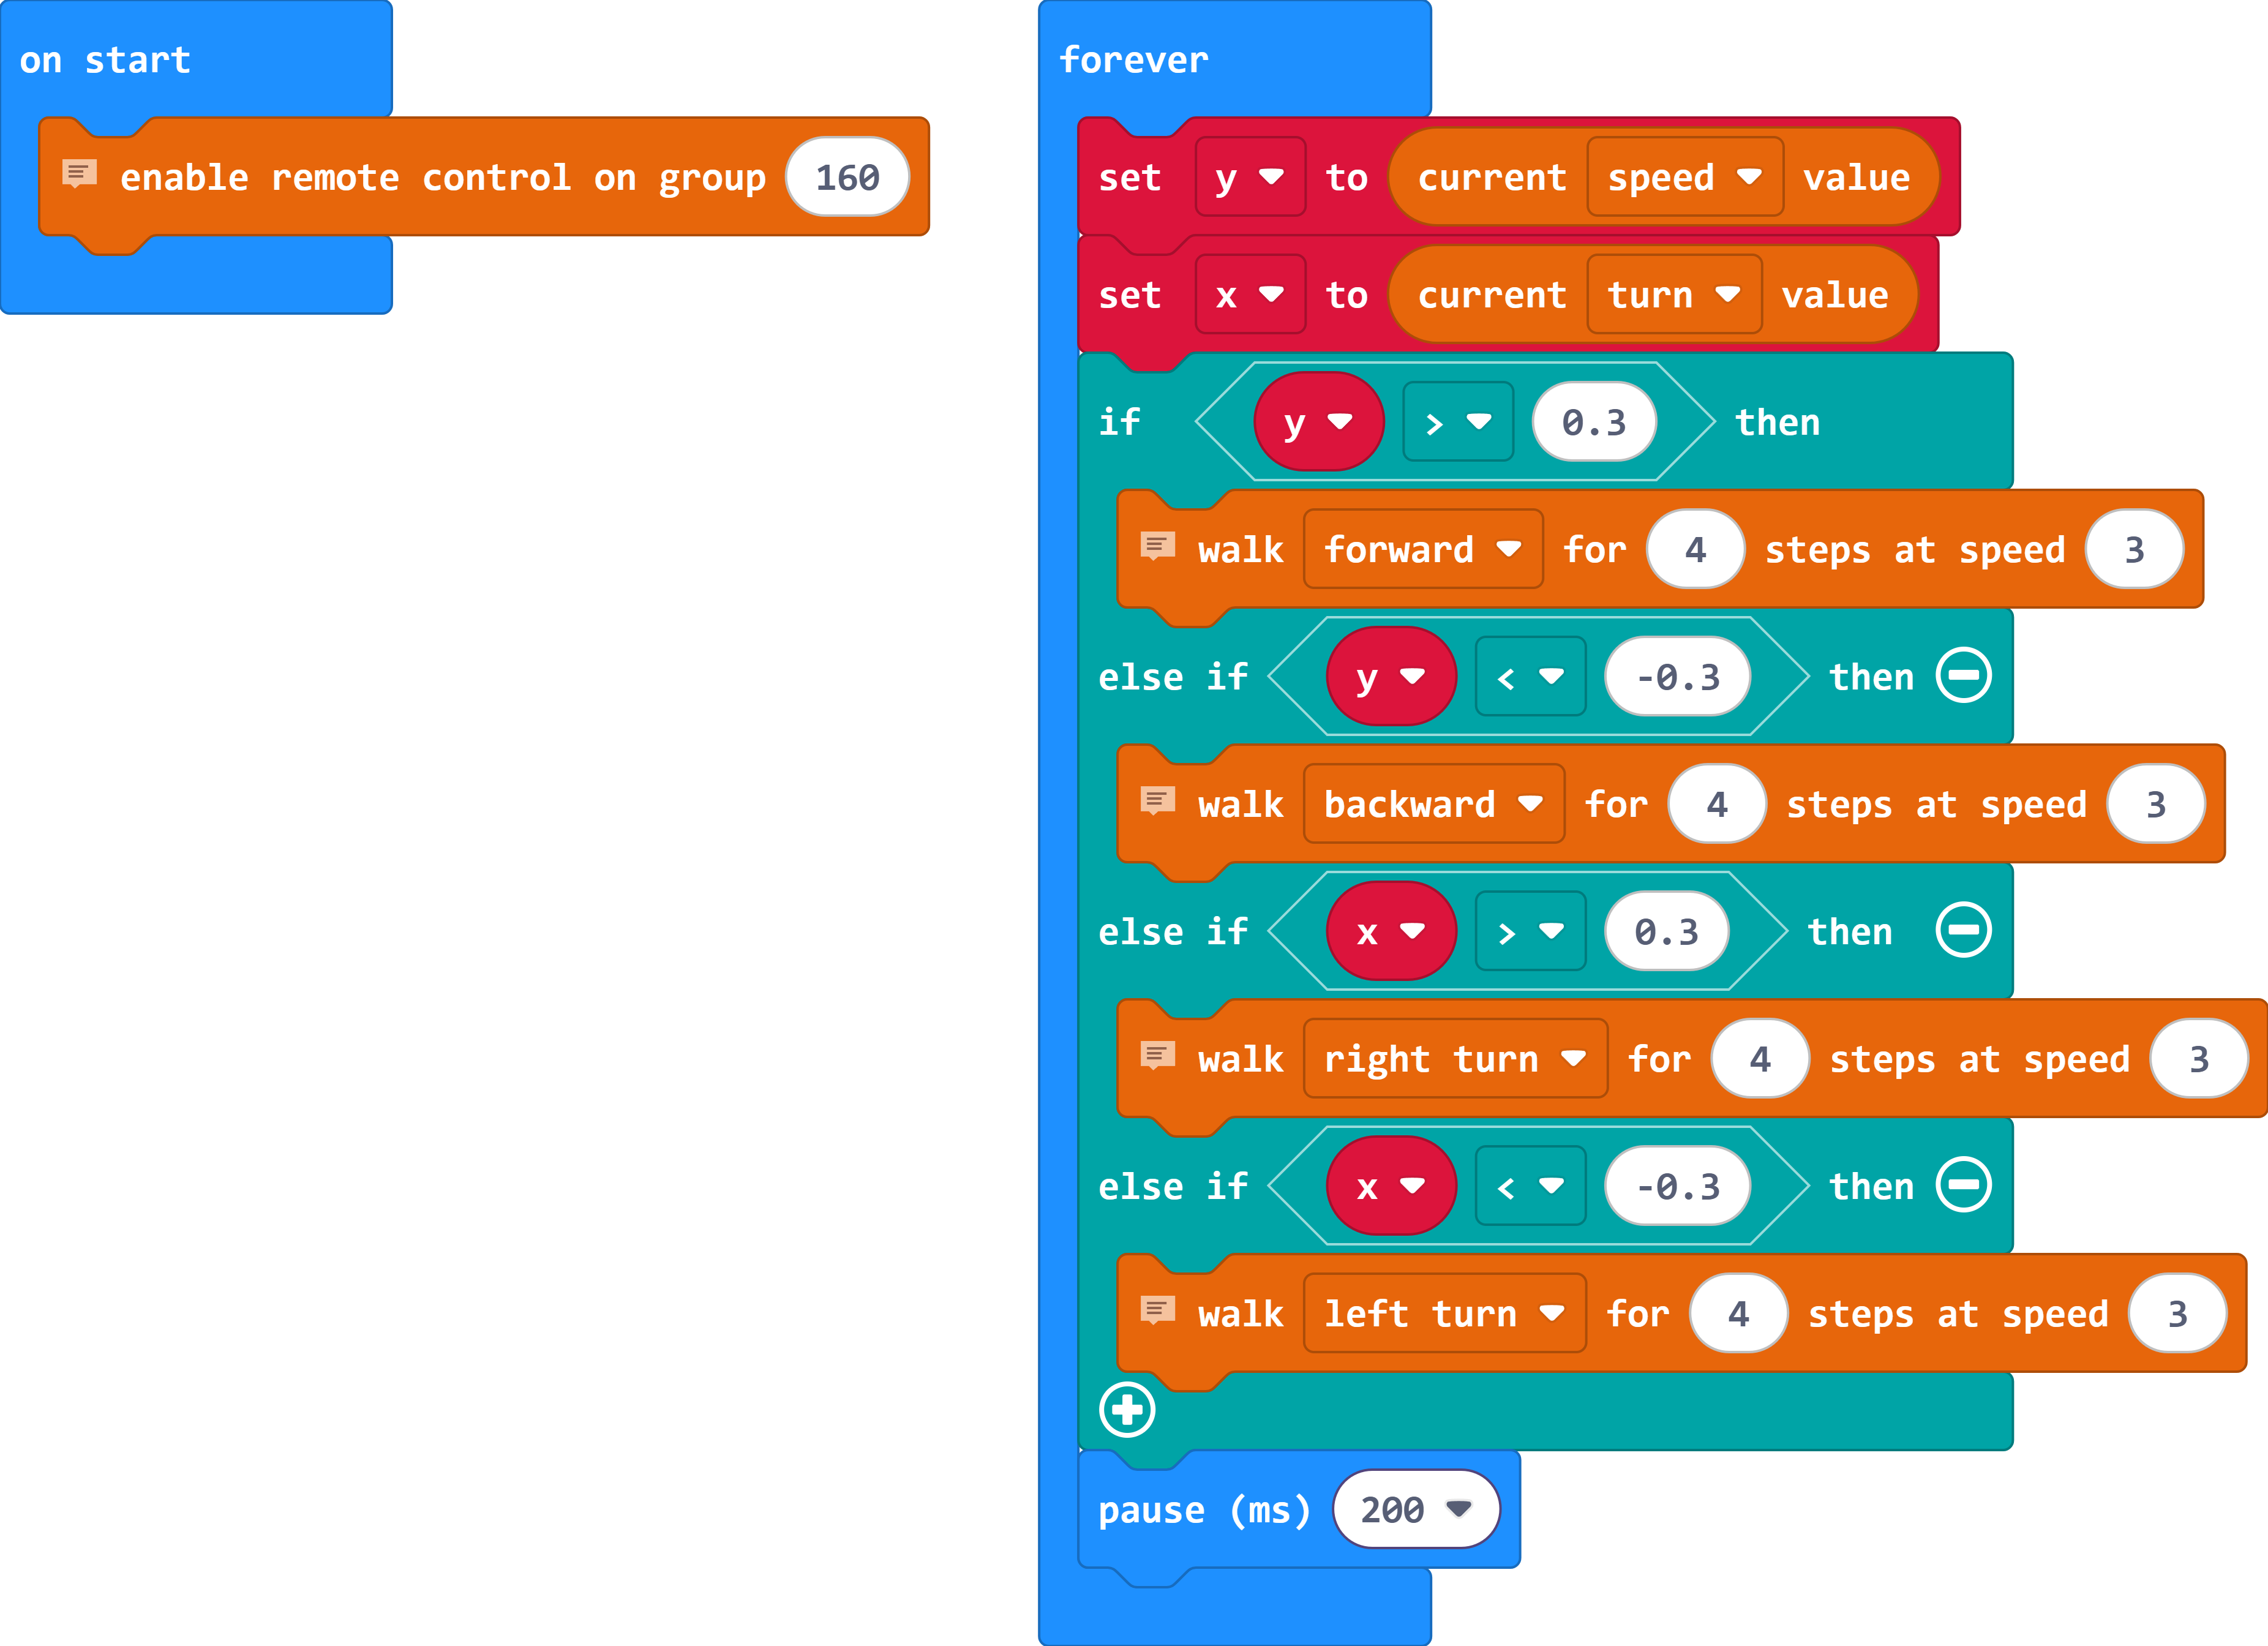 on start
enable remote control on group 160
forever
set y to current speed value
set x to current turn value
if y > 0.3 then
walk forward for 4 steps at speed 3
else if y < -0.3 then
walk backward for 4 steps at speed 3
else if x > 0.3 then
walk right turn for 4 steps at speed 3
else if x < -0.3 then
walk left turn for 4 steps at speed 3
pause (ms) 200